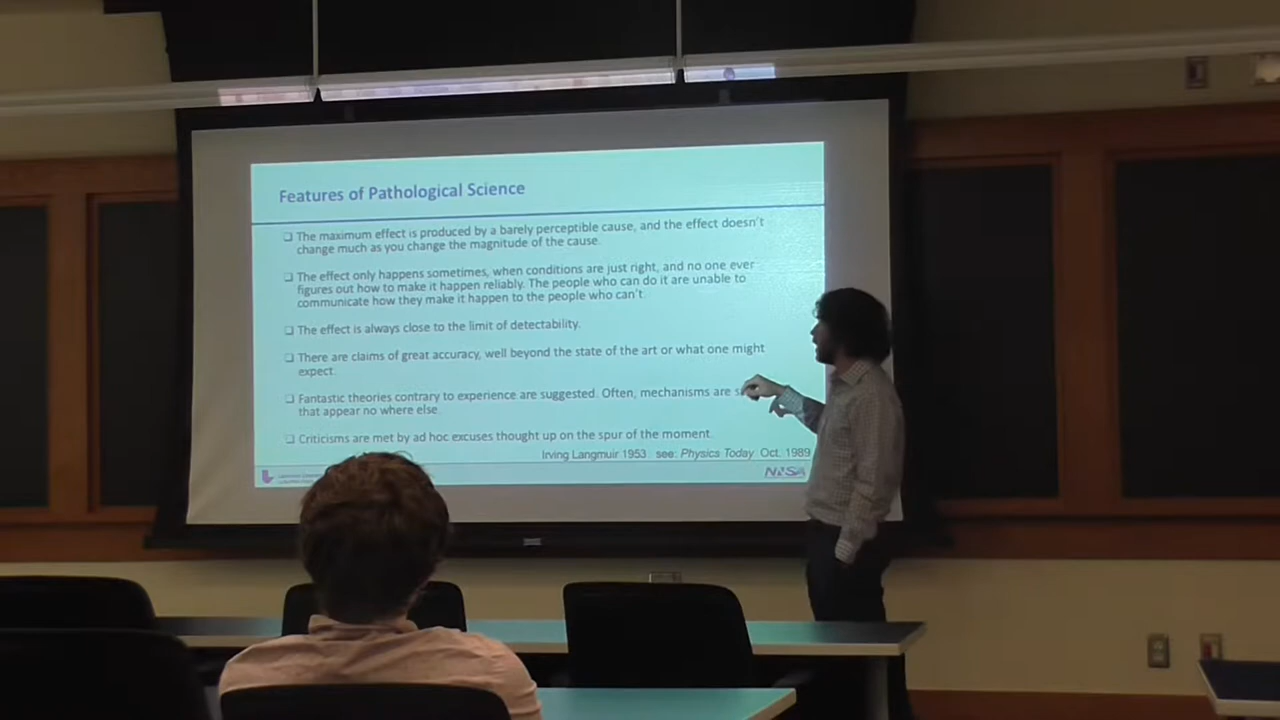 Features of Pathological Science
❑ The maximum effect is produced by a barely perceptible cause, and the effect doesn't
change much as you change the magnitude of the cause.
❑ The effect only happens sometimes, when conditions are just right, and no one ever
figures out how to make it happen reliably. The people who can do it are unable to
communicate how they make it happen to the people who can't.
❑ The effect is always close to the limit of detectability.
❑ There are claims of great accuracy, well beyond the state of the art or what one might
expect.
❑ Fantastic theories contrary to experience are suggested. Often, mechanisms are
that appear no where else.
❑ Criticisms are met by ad hoc excuses thought up on the spur of the moment.
Irving Langmuir 1953 see: Physics Today Oct. 1989
NNSA